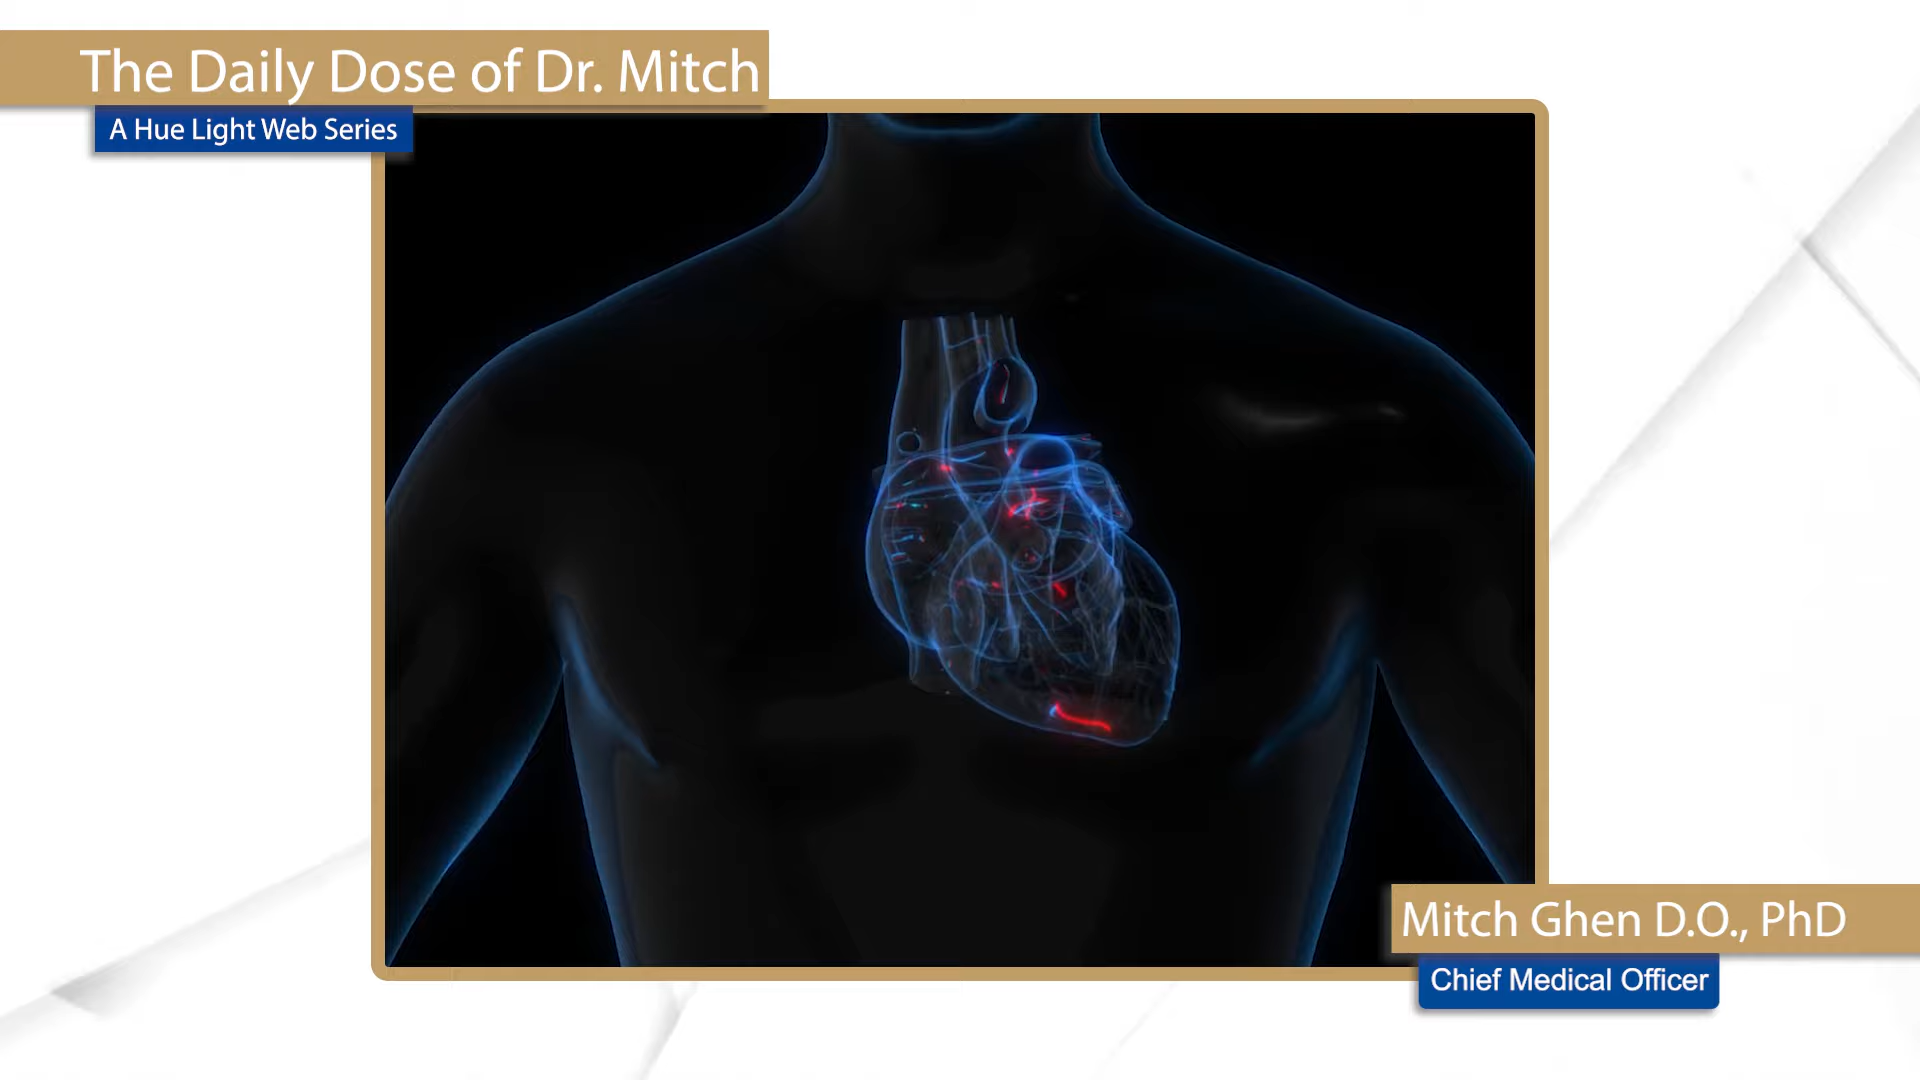 The Daily Dose of Dr. Mitch
A Hue Light Web Series
Mitch Ghen D.O., PhD
Chief Medical Officer